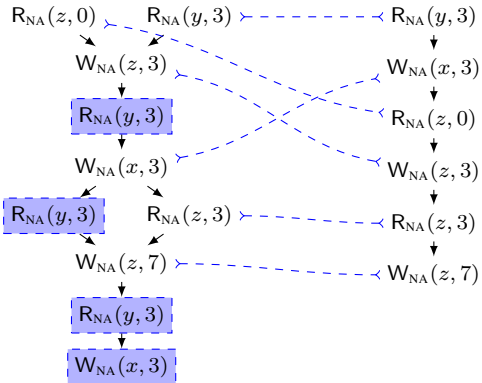 R_NA(z, 0) R_NA(y, 3) R_NA(y, 3)
W_NA(z, 3) W_NA(x, 3)
R_NA(y, 3) R_NA(z, 0)
W_NA(x, 3) W_NA(z, 3)
R_NA(y, 3) R_NA(z, 3) R_NA(z, 3)
W_NA(z, 7) W_NA(z, 7)
R_NA(y, 3)
W_NA(x, 3)